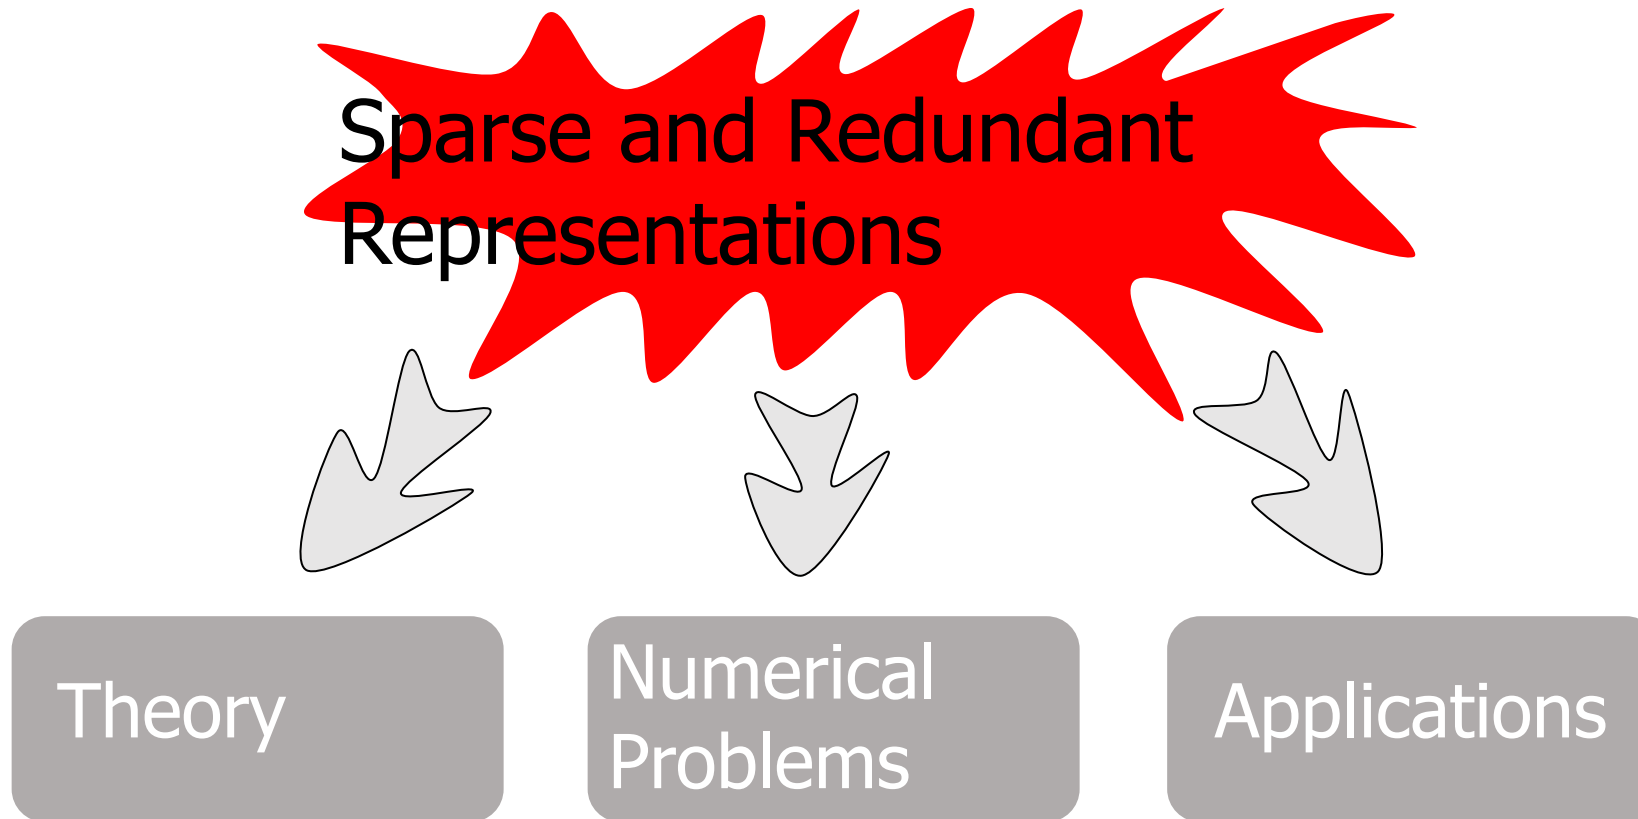 Sparse and Redundant
Representations
Theory
Numerical
Problems
Applications